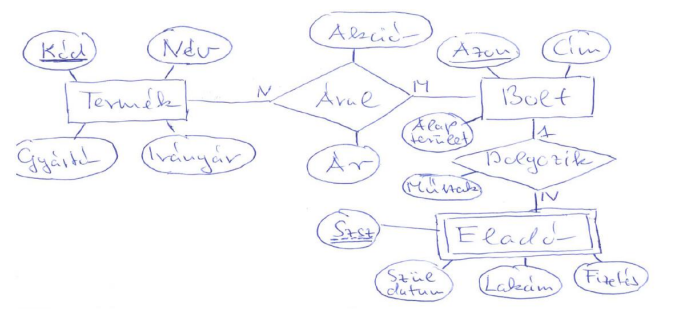 Akció
Kód
Név
Azon
Cím
Termék
N
Árul
M
Bolt
Alap
terület
1
Gyártó
Irányár
Ár
Dolgozik
Műszak
N
Szsz
Eladó
Szül
dátum
Lakcím
Fizetés